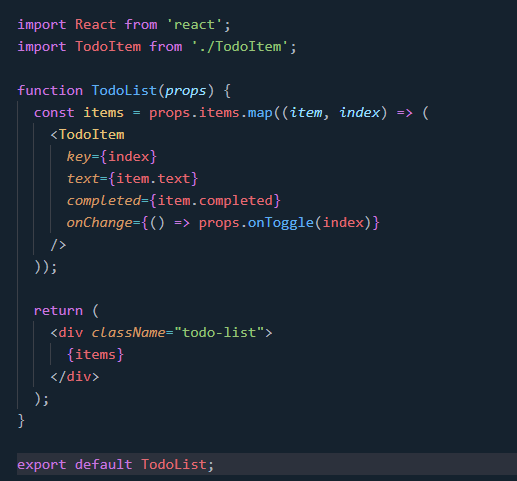 import React from 'react';
import TodoItem from './TodoItem';
function TodoList(props) {
const items = props.items.map((item, index) => (
<TodoItem
key={index}
text={item.text}
completed={item.completed}
onChange={() => props.onToggle(index)}
/>
));
return (
<div className="todo-list">
{items}
</div>
);
}
export default TodoList;